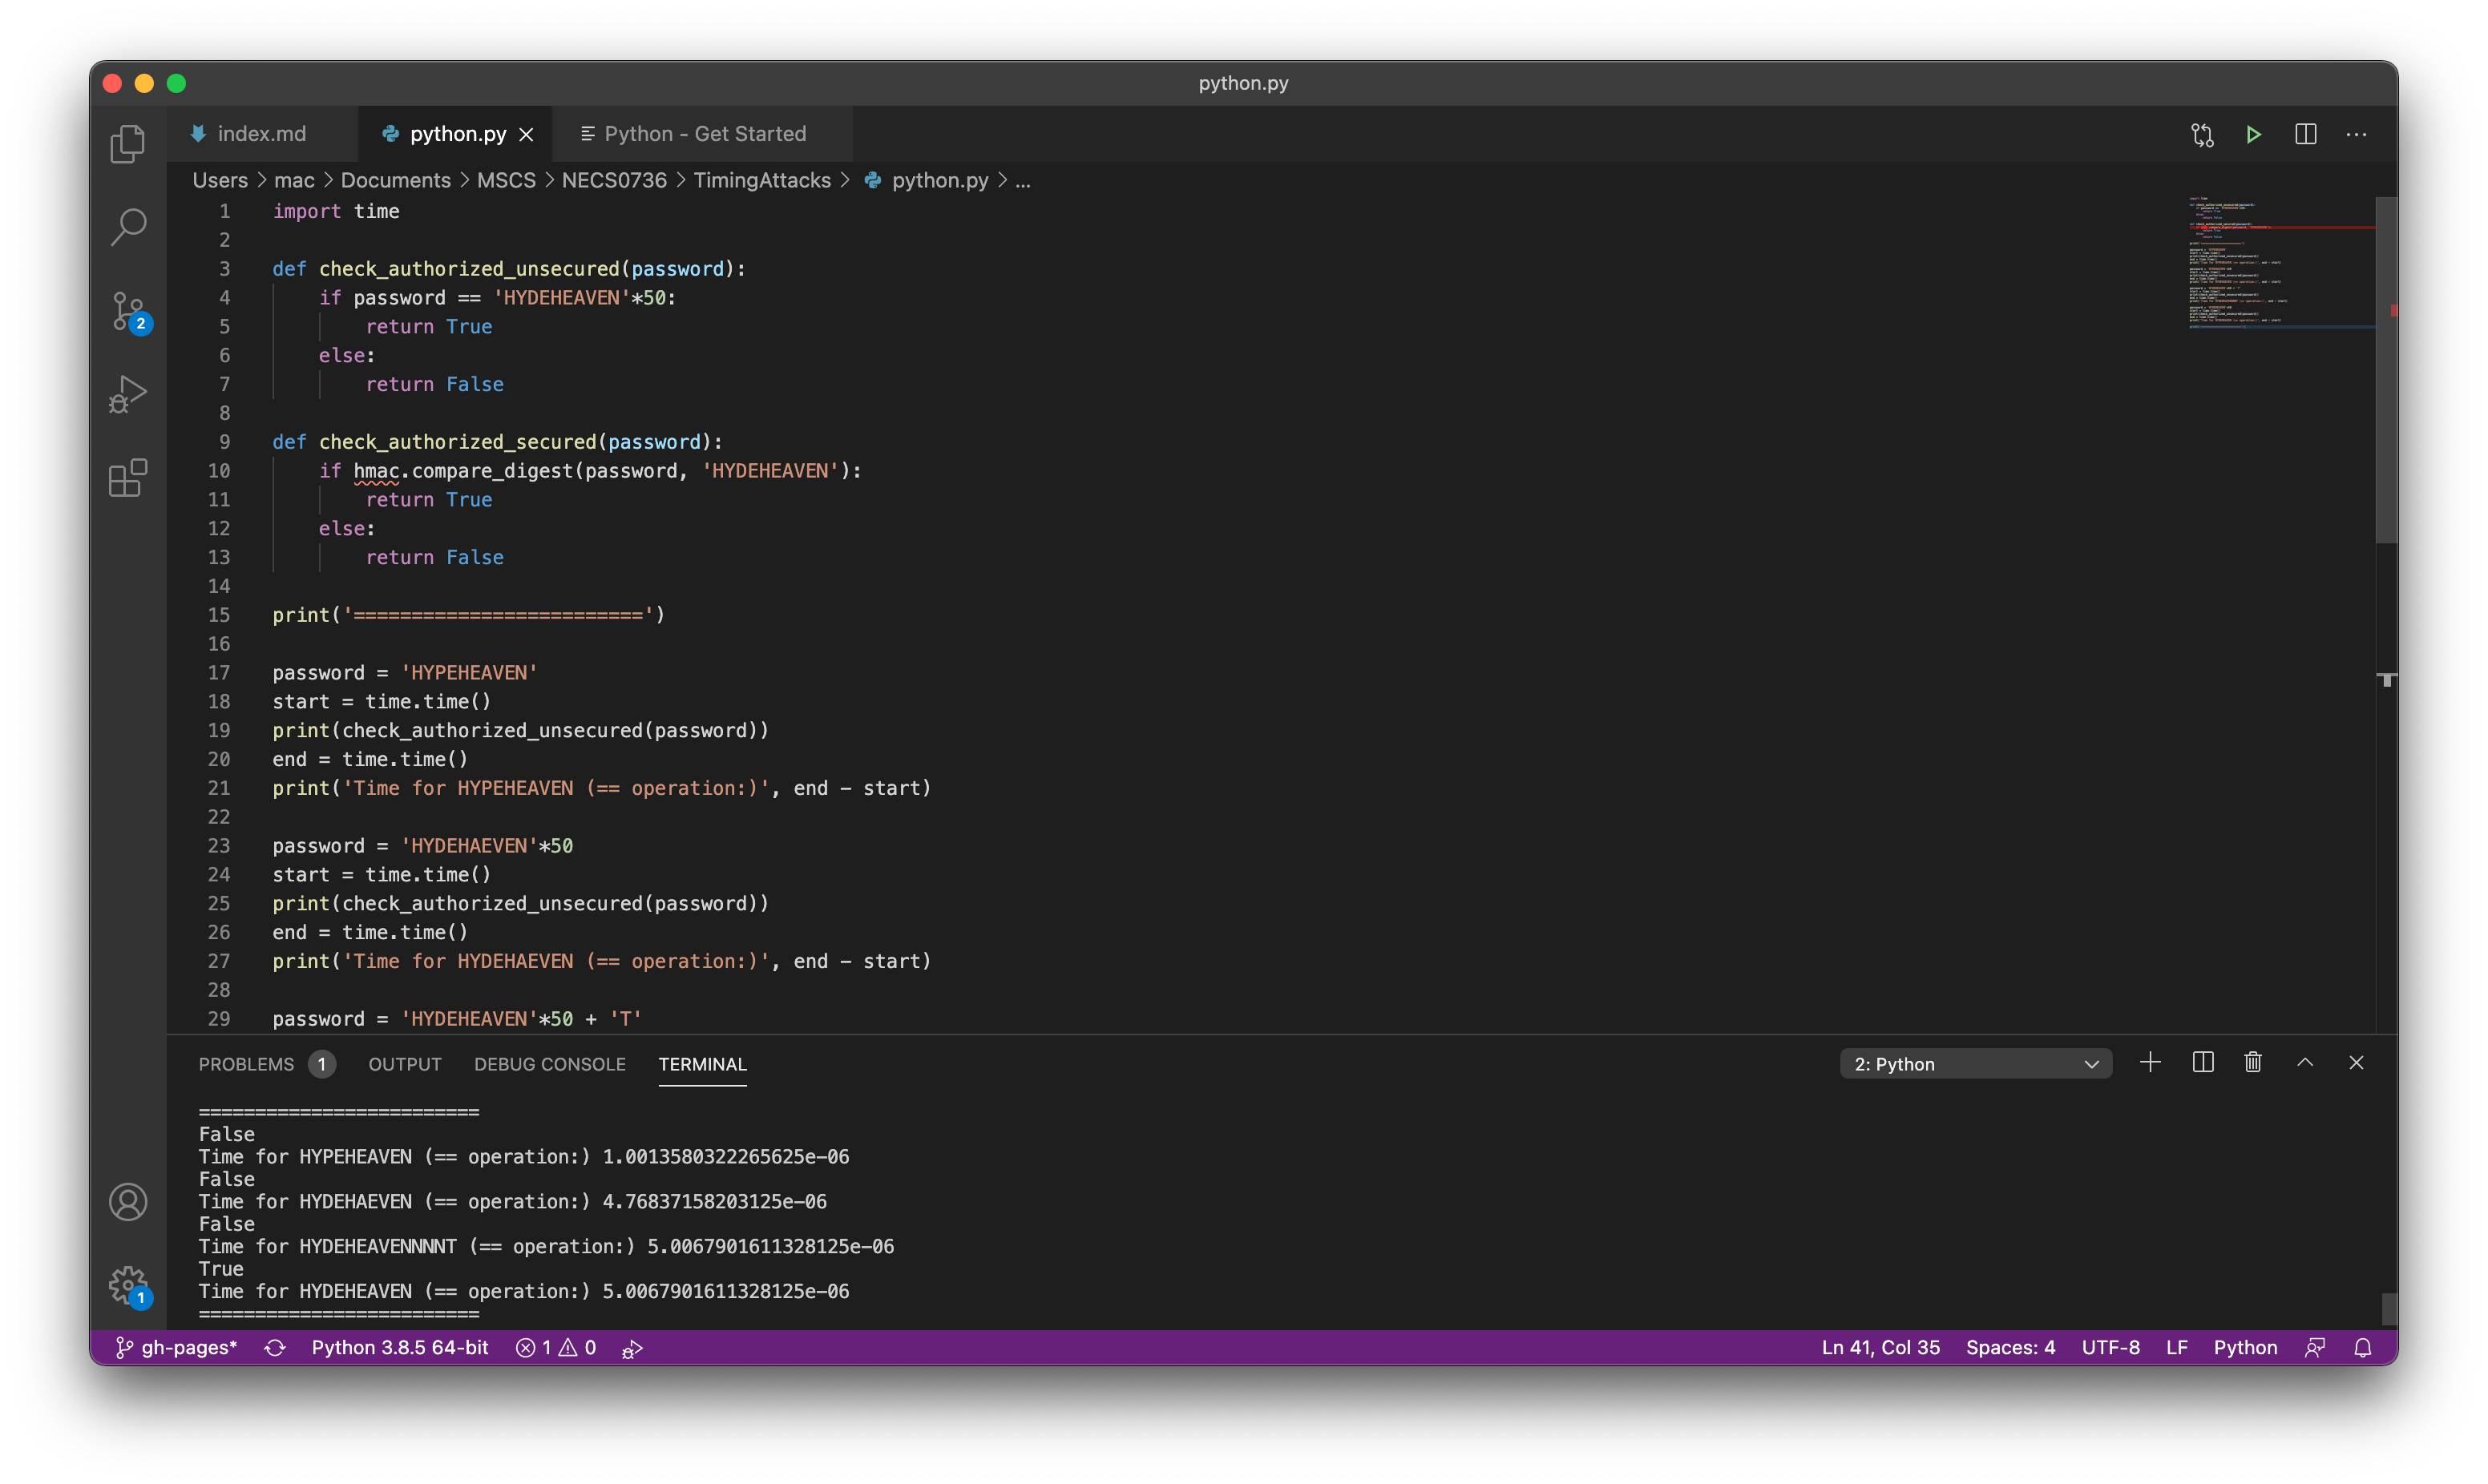 python.py
index.md
python.py
Python - Get Started
Users > mac > Documents > MSCS > NECS0736 > TimingAttacks > python.py > ...
1 import time
2
3 def check_authorized_unsecured(password):
4     if password == 'HYDEHEAVEN'*50:
5         return True
6     else:
7         return False
8
9 def check_authorized_secured(password):
10     if hmac.compare_digest(password, 'HYDEHEAVEN'):
11         return True
12     else:
13         return False
14
15 print('=========================')
16
17 password = 'HYPEHEAVEN'
18 start = time.time()
19 print(check_authorized_unsecured(password))
20 end = time.time()
21 print('Time for HYPEHEAVEN (== operation:)', end - start)
22
23 password = 'HYDEHAEVEN'*50
24 start = time.time()
25 print(check_authorized_unsecured(password))
26 end = time.time()
27 print('Time for HYDEHAEVEN (== operation:)', end - start)
28
29 password = 'HYDEHEAVEN'*50 + 'T'
2
PROBLEMS 1 OUTPUT DEBUG CONSOLE TERMINAL 2: Python
=========================
False
Time for HYPEHEAVEN (== operation:) 1.0013580322265625e-06
False
Time for HYDEHAEVEN (== operation:) 4.76837158203125e-06
False
Time for HYDEHEAVENNNNT (== operation:) 5.0067901611328125e-06
True
Time for HYDEHEAVEN (== operation:) 5.0067901611328125e-06
=========================
1
gh-pages* Python 3.8.5 64-bit 1 0 Ln 41, Col 35 Spaces: 4 UTF-8 LF Python